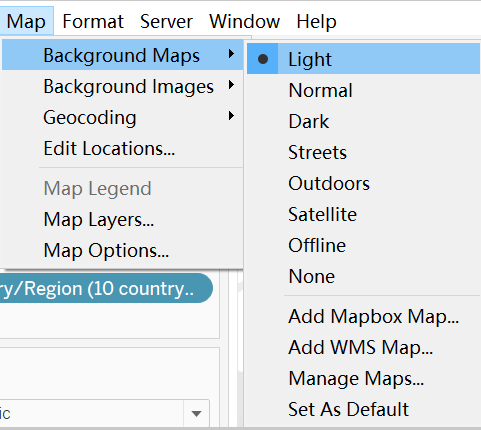 Map Format Server Window Help
Background Maps
Background Images
Geocoding
Edit Locations...
Map Legend
Map Layers...
Map Options...
Light
Normal
Dark
Streets
Outdoors
Satellite
Offline
None
Add Mapbox Map...
Add WMS Map...
Manage Maps...
Set As Default
ry/Region (10 country..
ic